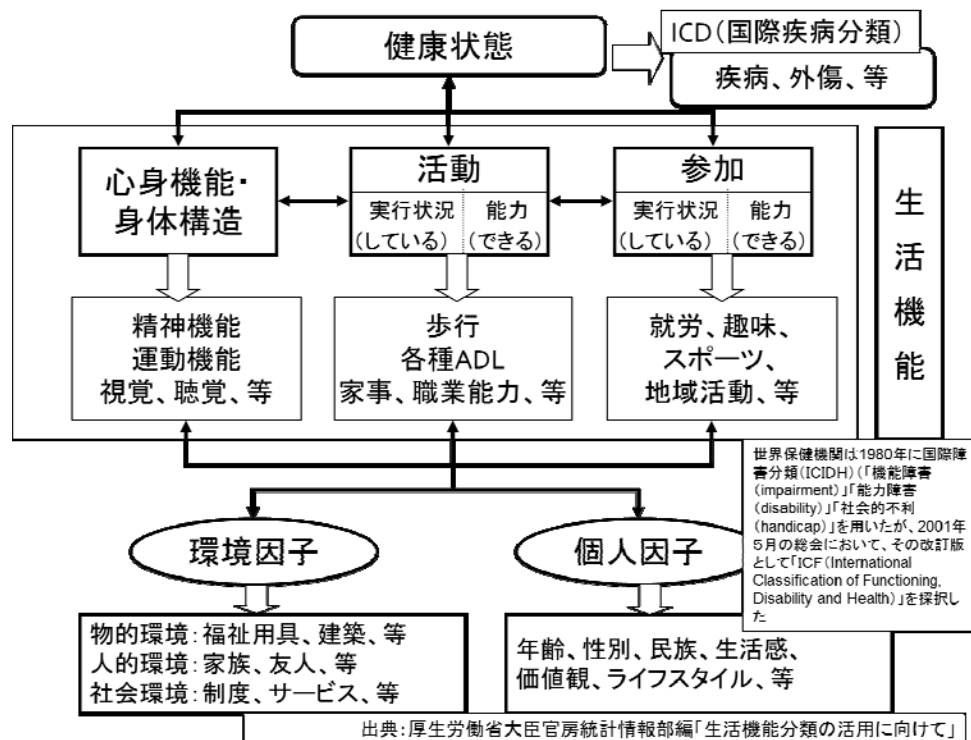 健康状態
ICD(国際疾病分類)
疾病、外傷、等
心身機能・
身体構造
活動
実行状況
(している)
能力
(できる)
参加
実行状況
(している)
能力
(できる)
生活機能
精神機能
運動機能
視覚、聴覚、等
歩行
各種ADL
家事、職業能力、等
就労、趣味、
スポーツ、
地域活動、等
世界保健機関は1980年に国際障
害分類(ICIDH)(「機能障害
(impairment)」「能力障害
(disability)」「社会的不利
(handicap)」を用いたが、2001年
5月の総会において、その改訂版
として「ICF(International
Classification of Functioning,
Disability and Health)」を採択し
た
環境因子
個人因子
物的環境:福祉用具、建築、等
人的環境:家族、友人、等
社会環境:制度、サービス、等
年齢、性別、民族、生活感、
価値観、ライフスタイル、等
出典:厚生労働省大臣官房統計情報部編「生活機能分類の活用に向けて」